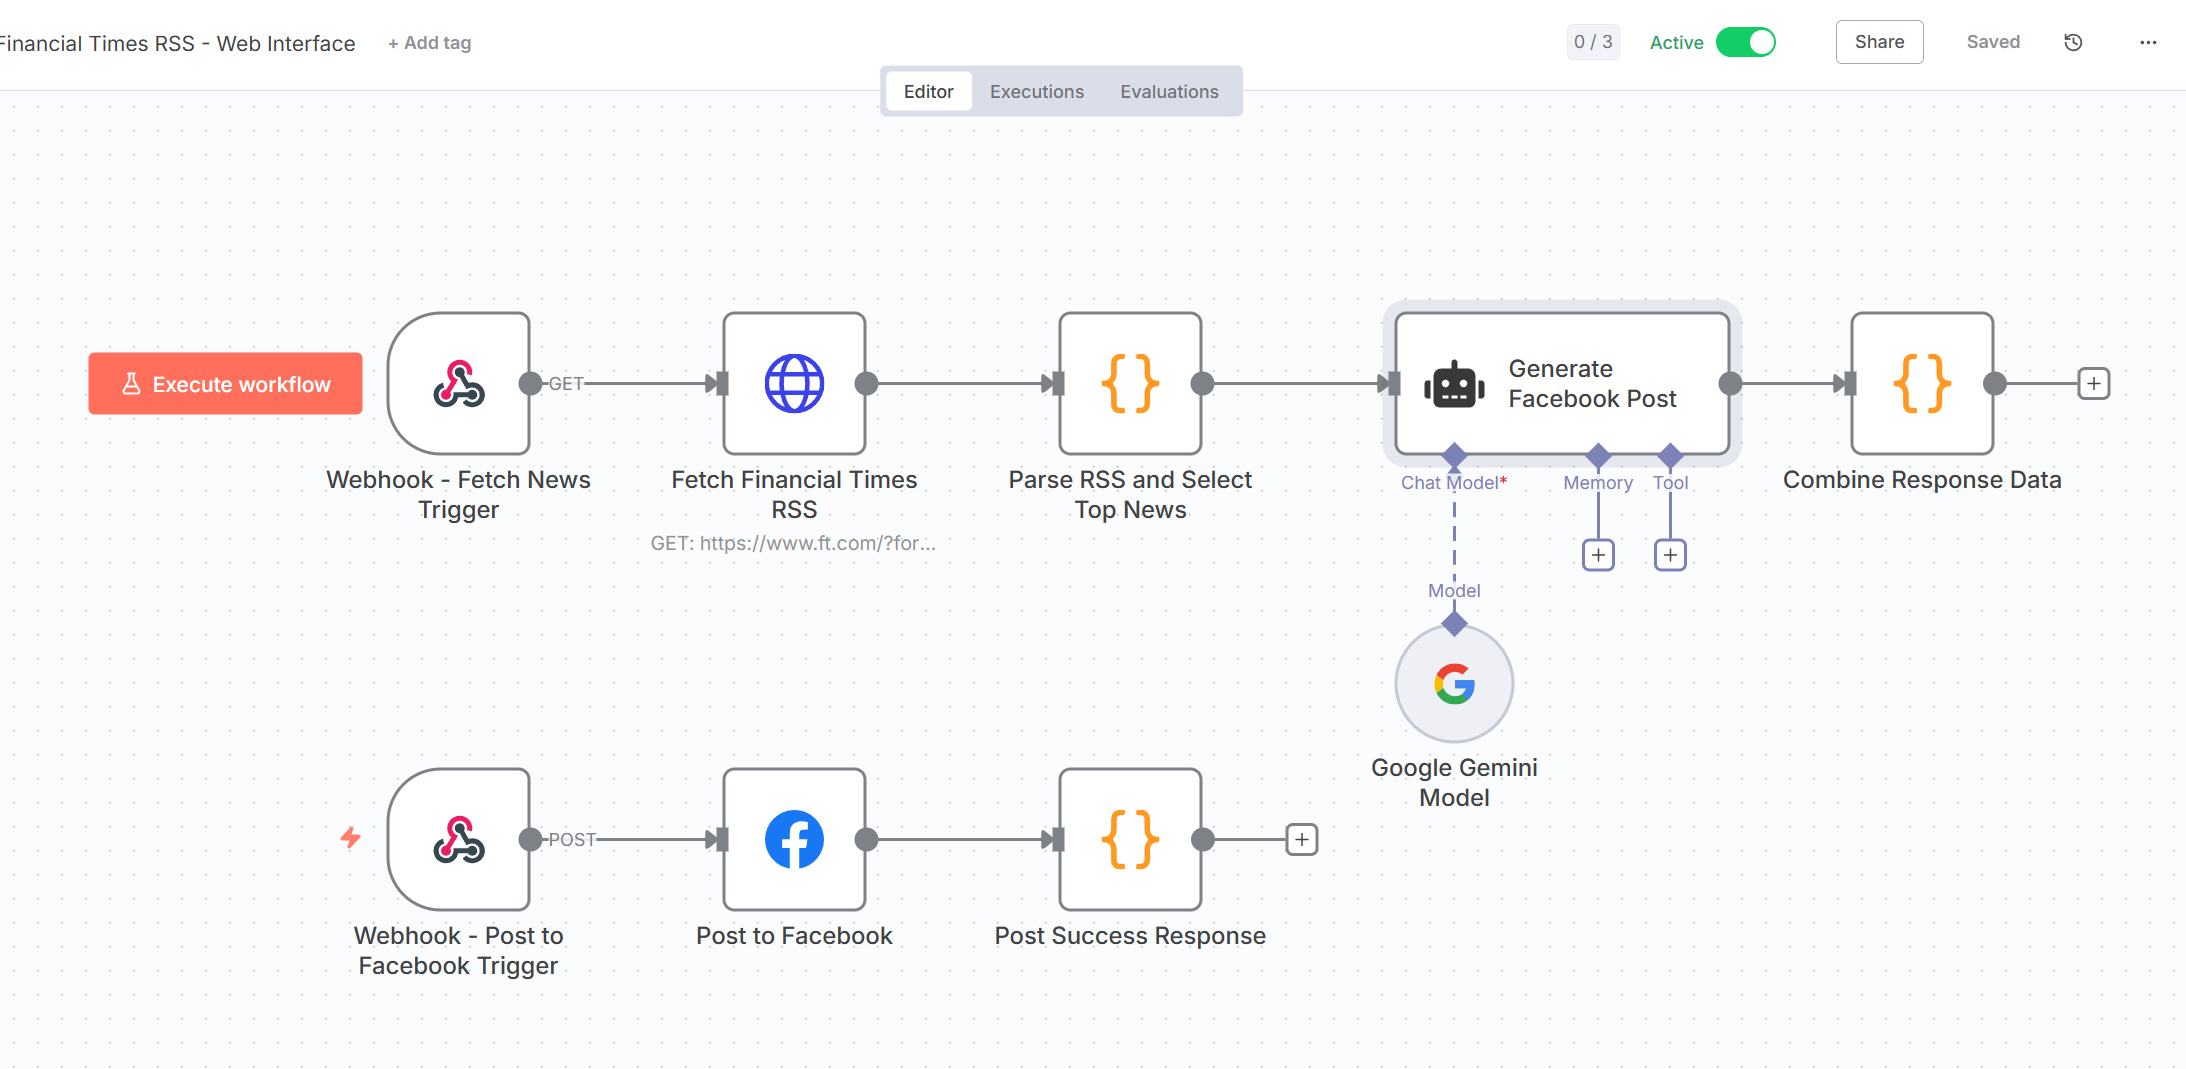 Financial Times RSS - Web Interface
+ Add tag
0 / 3
Active
Share
Saved
Editor
Executions
Evaluations
Execute workflow
GET
Generate
Facebook Post
Webhook - Fetch News
Trigger
Fetch Financial Times
RSS
GET: https://www.ft.com/?for...
Parse RSS and Select
Top News
Chat Model*
Memory
Tool
Combine Response Data
Model
Google Gemini
Model
POST
Webhook - Post to
Facebook Trigger
Post to Facebook
Post Success Response